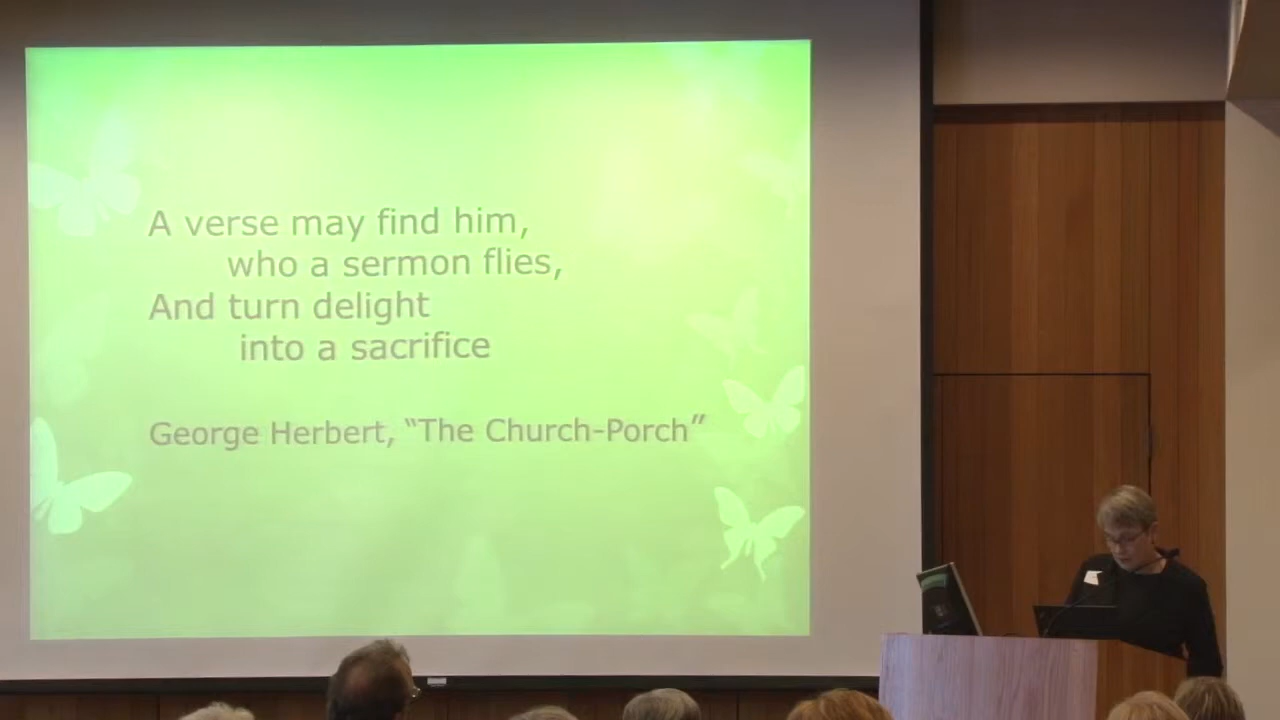 A verse may find him,
who a sermon flies,
And turn delight
into a sacrifice
George Herbert, “The Church-Porch”